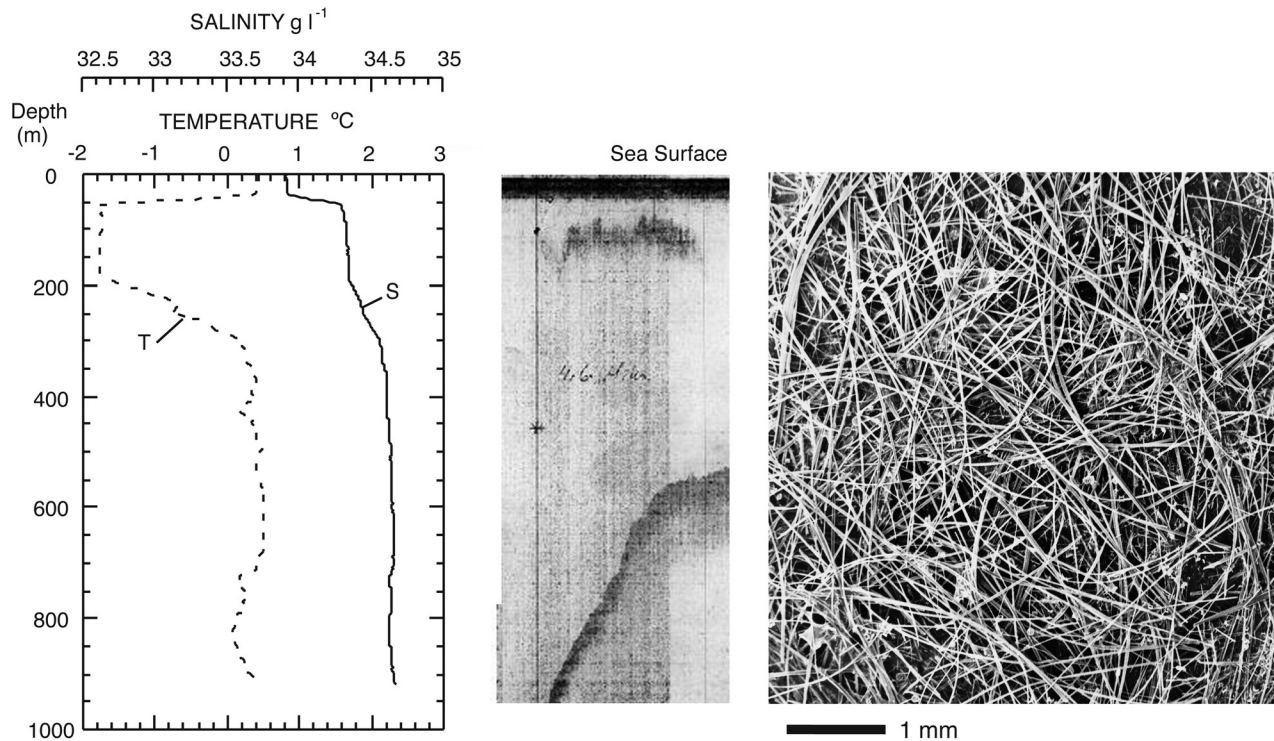 SALINITY g l⁻¹
32.5 33 33.5 34 34.5 35
Depth
(m)
TEMPERATURE ºC
-2 -1 0 1 2 3
Sea Surface
0
200
S
T
400
600
800
1000
1 mm